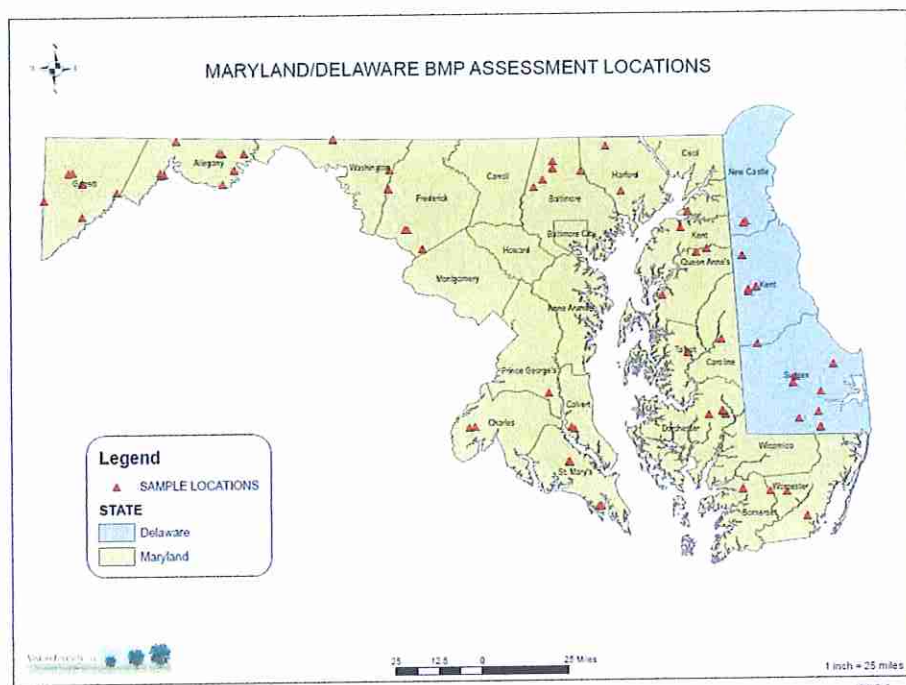 MARYLAND/DELAWARE BMP ASSESSMENT LOCATIONS
Allegany
Garrett
Washington
Frederick
Carroll
Baltimore
Harford
Cecil
New Castle
Baltimore City
Kent
Howard
Queen Anne's
Montgomery
Kent
Anne Arundel
Talbot
Caroline
Prince George's
Sussex
Calvert
Charles
Dorchester
Wicomico
St. Mary's
Worcester
Somerset
Legend
SAMPLE LOCATIONS
STATE
Delaware
Maryland
25 12.5 0 25 Miles
1 inch = 25 miles